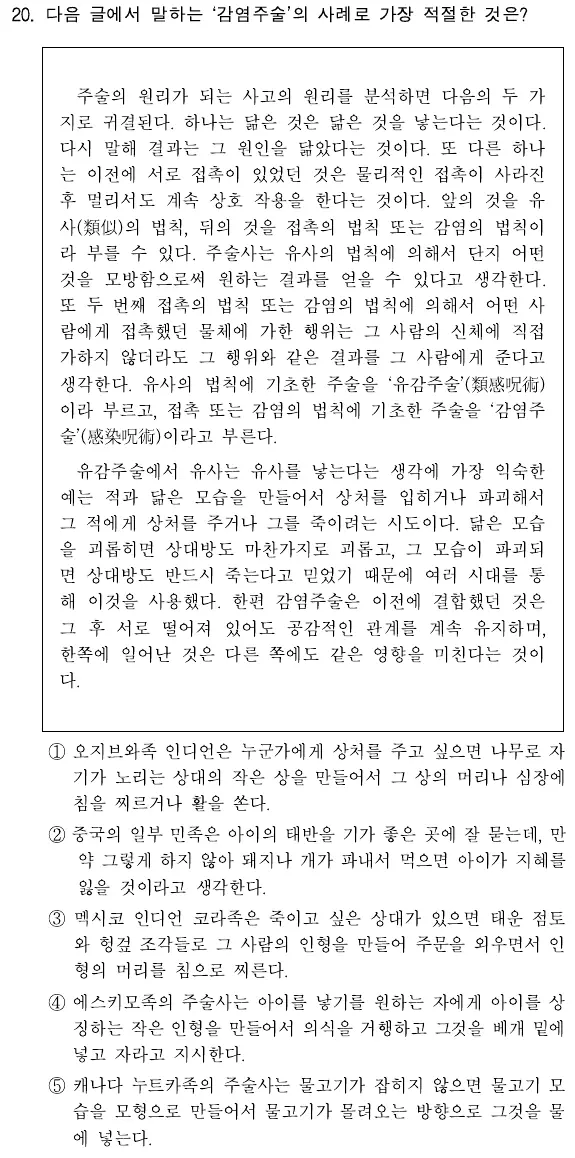 20. 다음 글에서 말하는 ‘감염주술’의 사례로 가장 적절한 것은?
주술의 원리가 되는 사고의 원리를 분석하면 다음의 두 가
지로 귀결된다. 하나는 닮은 것은 닮은 것을 낳는다는 것이다.
다시 말해 결과는 그 원인을 닮았다는 것이다. 또 다른 하나
는 이전에 서로 접촉이 있었던 것은 물리적인 접촉이 사라진
후 멀리서도 계속 상호 작용을 한다는 것이다. 앞의 것을 유
사(類似)의 법칙, 뒤의 것을 접촉의 법칙 또는 감염의 법칙이
라 부를 수 있다. 주술사는 유사의 법칙에 의해서 단지 어떤
것을 모방함으로써 원하는 결과를 얻을 수 있다고 생각한다.
또 두 번째 접촉의 법칙 또는 감염의 법칙에 의해서 어떤 사
람에게 접촉했던 물체에 가한 행위는 그 사람의 신체에 직접
가하지 않더라도 그 행위와 같은 결과를 그 사람에게 준다고
생각한다. 유사의 법칙에 기초한 주술을 ‘유감주술’(類感呪術)
이라 부르고, 접촉 또는 감염의 법칙에 기초한 주술을 ‘감염주
술’(感染呪術)이라고 부른다.
유감주술에서 유사는 유사를 낳는다는 생각에 가장 익숙한
예는 적과 닮은 모습을 만들어서 상처를 입히거나 파괴해서
그 적에게 상처를 주거나 그를 죽이려는 시도이다. 닮은 모습
을 괴롭히면 상대방도 마찬가지로 괴롭고, 그 모습이 파괴되
면 상대방도 반드시 죽는다고 믿었기 때문에 여러 시대를 통
해 이것을 사용했다. 한편 감염주술은 이전에 결합했던 것은
그 후 서로 떨어져 있어도 공감적인 관계를 계속 유지하며,
한쪽에 일어난 것은 다른 쪽에도 같은 영향을 미친다는 것이
다.
① 오지브와족 인디언은 누군가에게 상처를 주고 싶으면 나무로 자
기가 노리는 상대의 작은 상을 만들어서 그 상의 머리나 심장에
침을 찌르거나 활을 쏜다.
② 중국의 일부 민족은 아이의 태반을 기가 좋은 곳에 잘 묻는데, 만
약 그렇게 하지 않아 돼지나 개가 파내서 먹으면 아이가 지혜를
잃을 것이라고 생각한다.
③ 멕시코 인디언 코라족은 죽이고 싶은 상대가 있으면 태운 점토
와 헝겊 조각들로 그 사람의 인형을 만들어 주문을 외우면서 인
형의 머리를 침으로 찌른다.
④ 에스키모족의 주술사는 아이를 낳기를 원하는 자에게 아이를 상
징하는 작은 인형을 만들어서 의식을 거행하고 그것을 베개 밑에
넣고 자라고 지시한다.
⑤ 캐나다 누트카족의 주술사는 물고기가 잡히지 않으면 물고기 모
습을 모형으로 만들어서 물고기가 몰려오는 방향으로 그것을 물
에 넣는다.